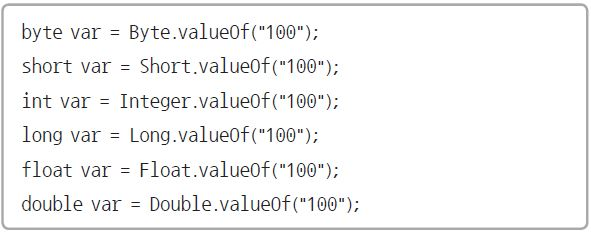 byte var = Byte.valueOf("100");
short var = Short.valueOf("100");
int var = Integer.valueOf("100");
long var = Long.valueOf("100");
float var = Float.valueOf("100");
double var = Double.valueOf("100");